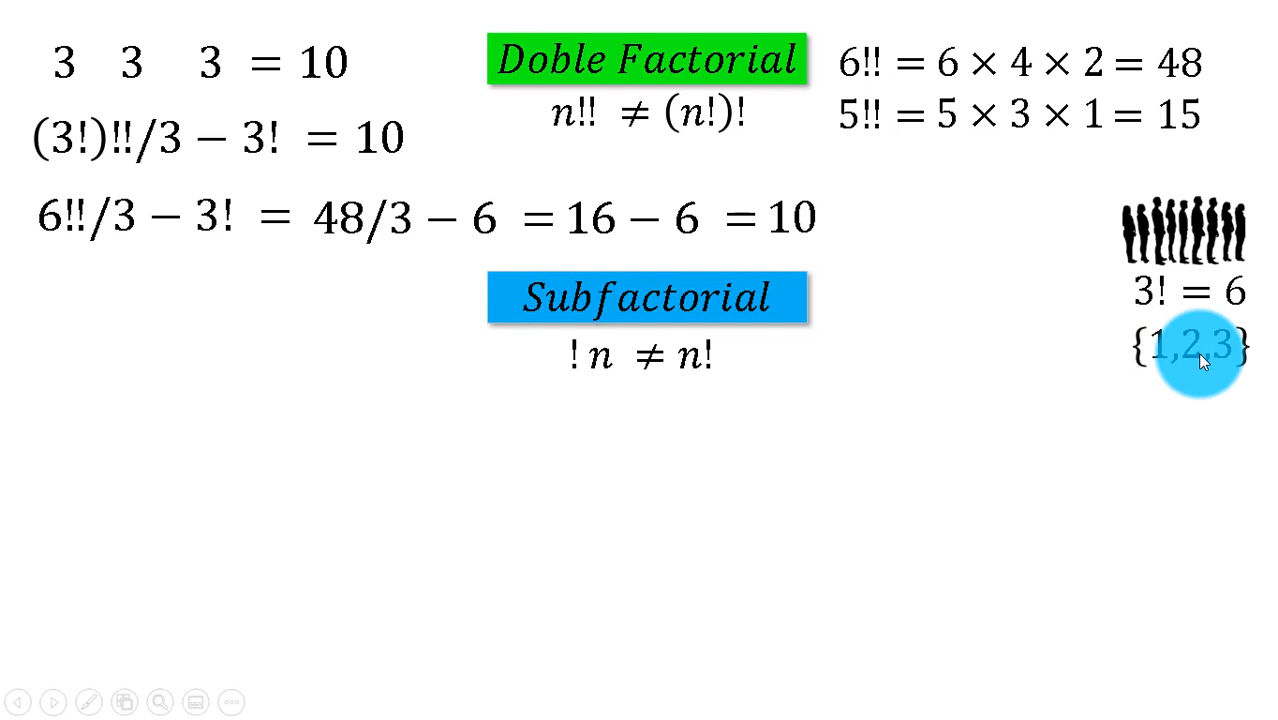 3 3 3 = 10
(3!)!!/3 − 3! = 10
6!!/3 − 3! = 48/3 − 6 = 16 − 6 = 10
Doble Factorial
n!! ≠ (n!)!
6!! = 6 × 4 × 2 = 48
5!! = 5 × 3 × 1 = 15
Subfactorial
!n ≠ n!
3! = 6
{1,2,3}